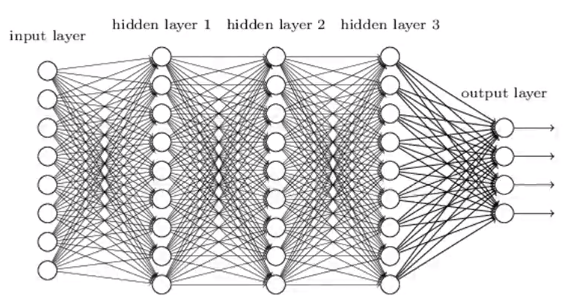 input layer
hidden layer 1
hidden layer 2
hidden layer 3
output layer